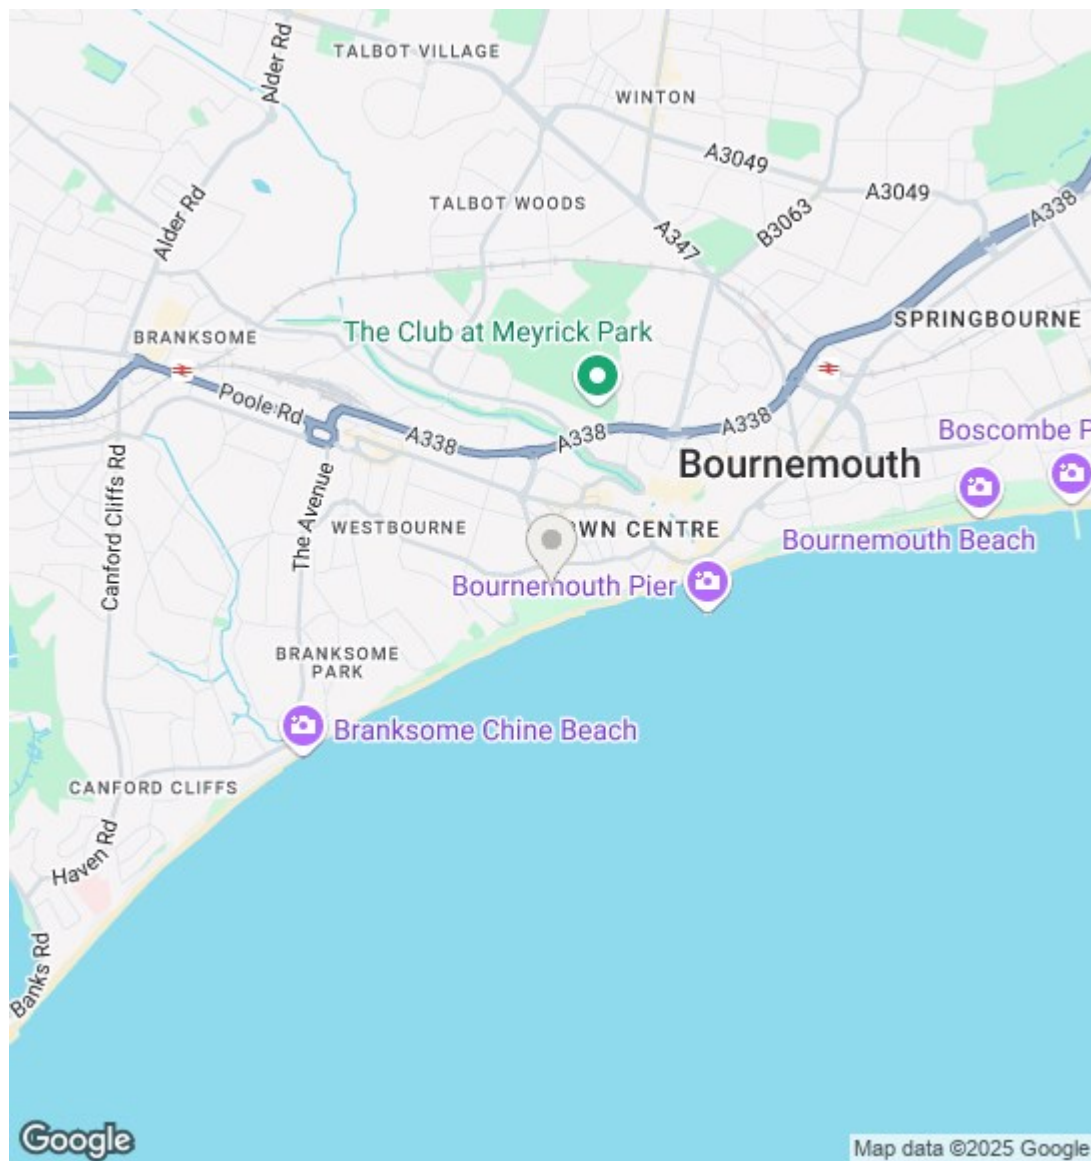 Alder Rd
TALBOT VILLAGE
WINTON
A3049
A3049
A338
Alder Rd
TALBOT WOODS
A347
B3063
BRANKSOME
The Club at Meyrick Park
SPRINGBOURNE
Poole Rd
A338
A338
A338
Boscombe P
Bournemouth
Canford Cliffs Rd
The Avenue
WESTBOURNE
OWN CENTRE
Bournemouth Beach
Bournemouth Pier
BRANKSOME
PARK
Branksome Chine Beach
CANFORD CLIFFS
Haven Rd
Banks Rd
Google
Map data ©2025 Google